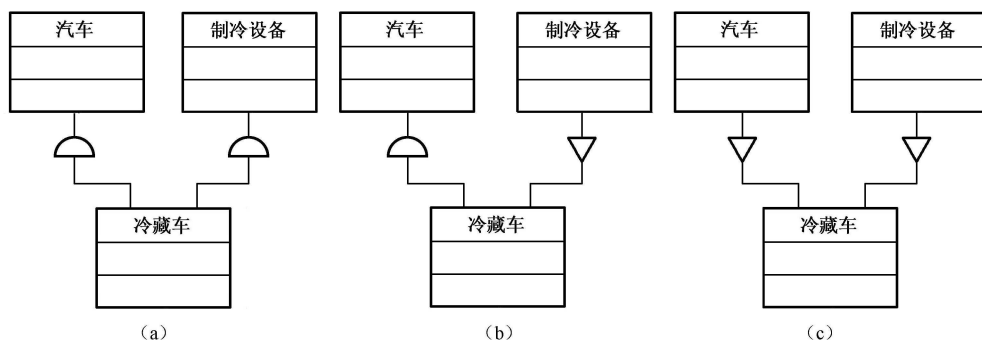 汽车 制冷设备 汽车 制冷设备 汽车 制冷设备
冷藏车 冷藏车 冷藏车
（a） （b） （c）